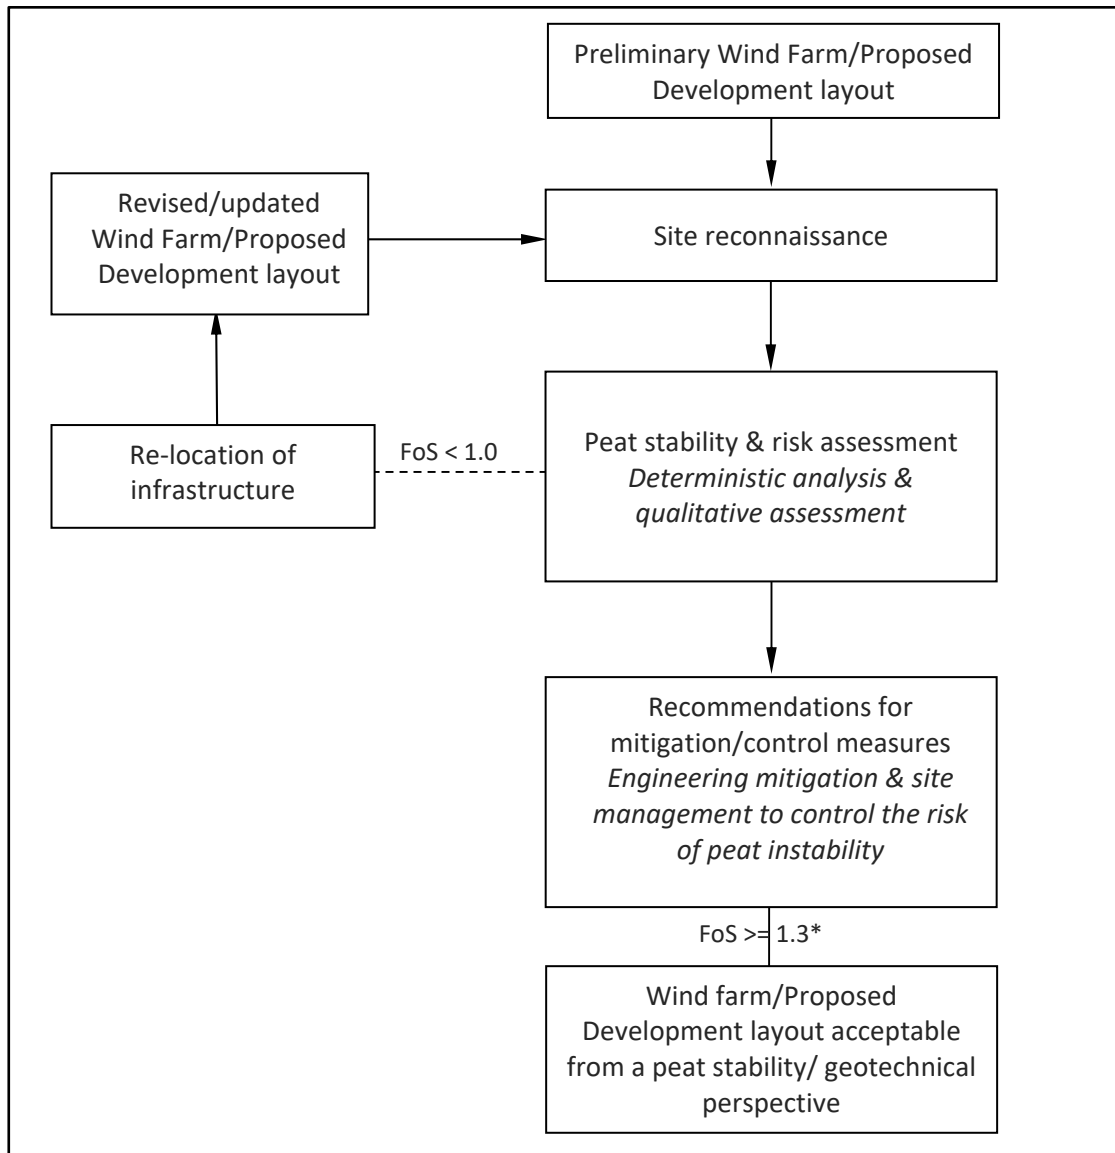 Preliminary Wind Farm/Proposed
Development layout
Revised/updated
Wind Farm/Proposed
Development layout
Site reconnaissance
Re-location of
infrastructure
FoS < 1.0
Peat stability & risk assessment
Deterministic analysis &
qualitative assessment
Recommendations for
mitigation/control measures
Engineering mitigation & site
management to control the risk
of peat instability
FoS >= 1.3*
Wind farm/Proposed
Development layout acceptable
from a peat stability/ geotechnical
perspective